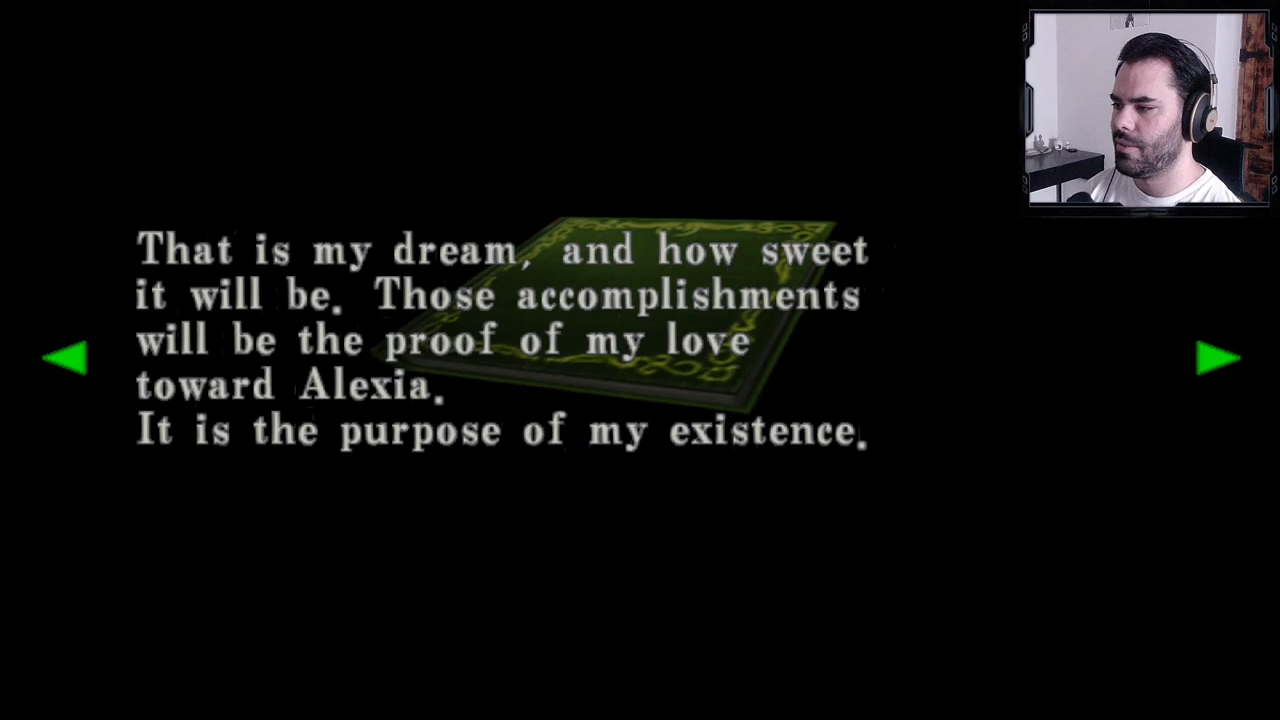 That is my dream, and how sweet
it will be. Those accomplishments
will be the proof of my love
toward Alexia.
It is the purpose of my existence.